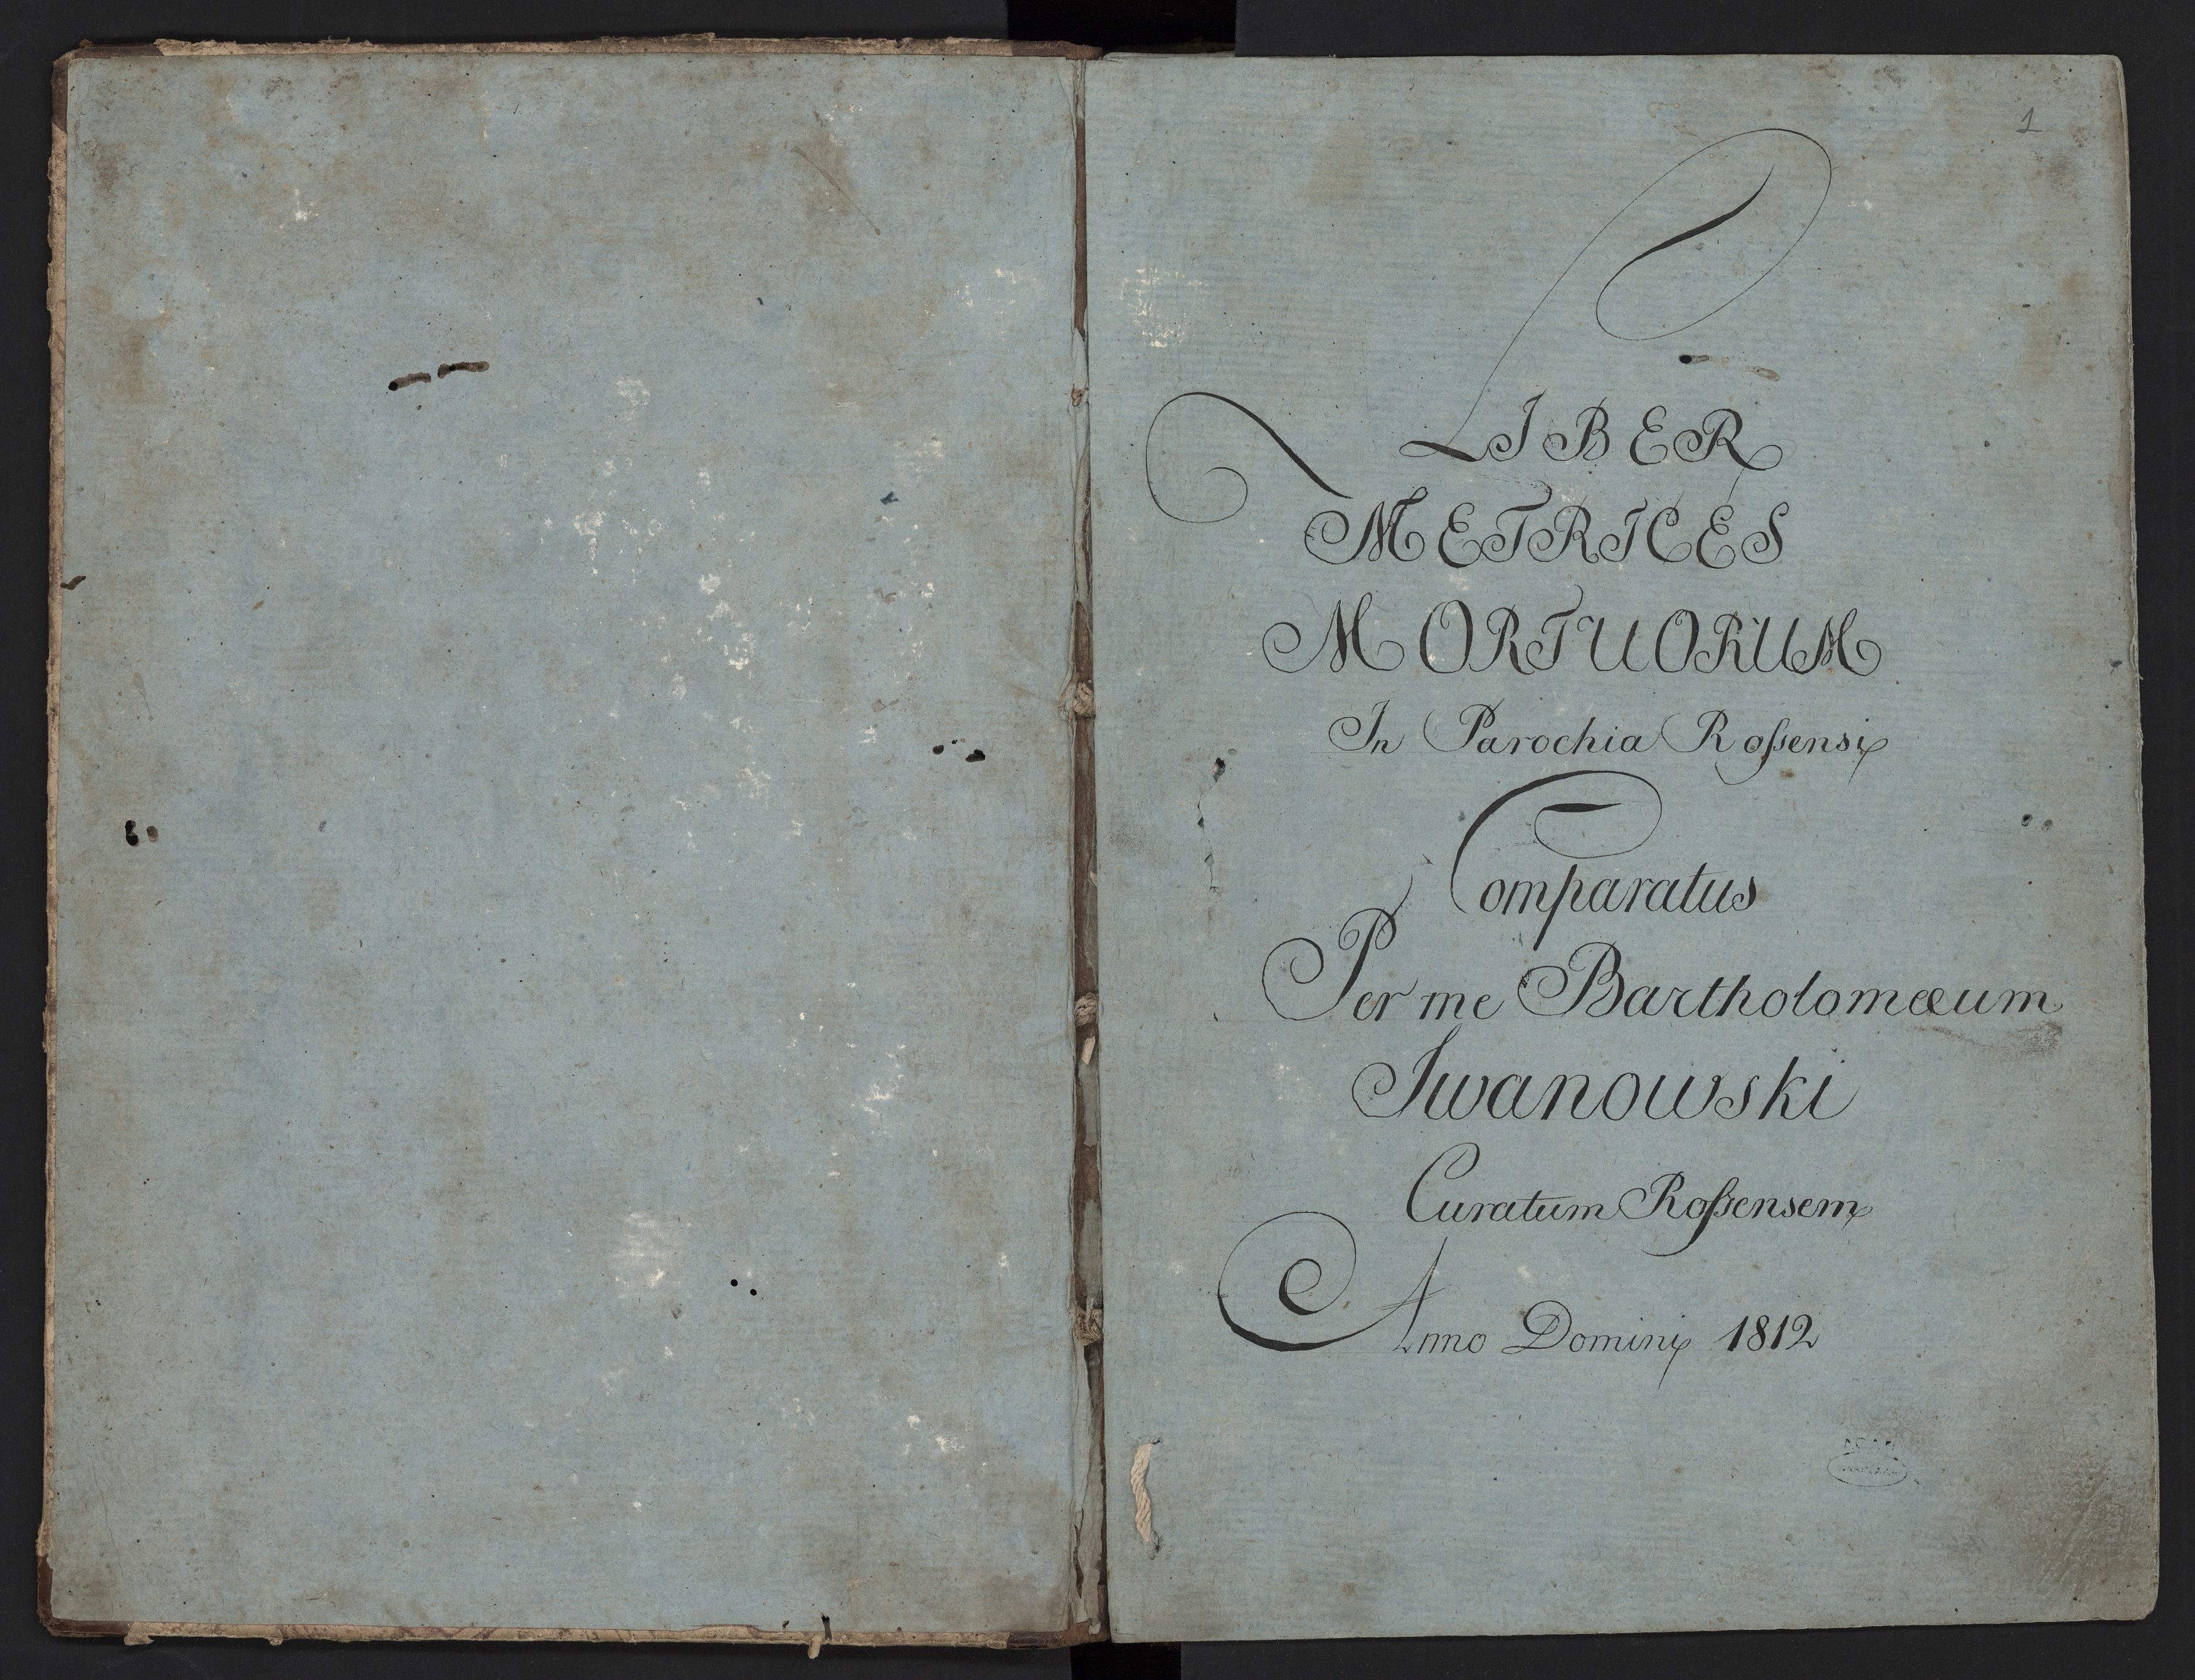 1
LIBER
METRICES
MORTUORUM
In Parochia Roſsensi
Comparatus
Per me Bartholomæum
Iwanowski
Curatum Roſsensem
Anno Domini 1812